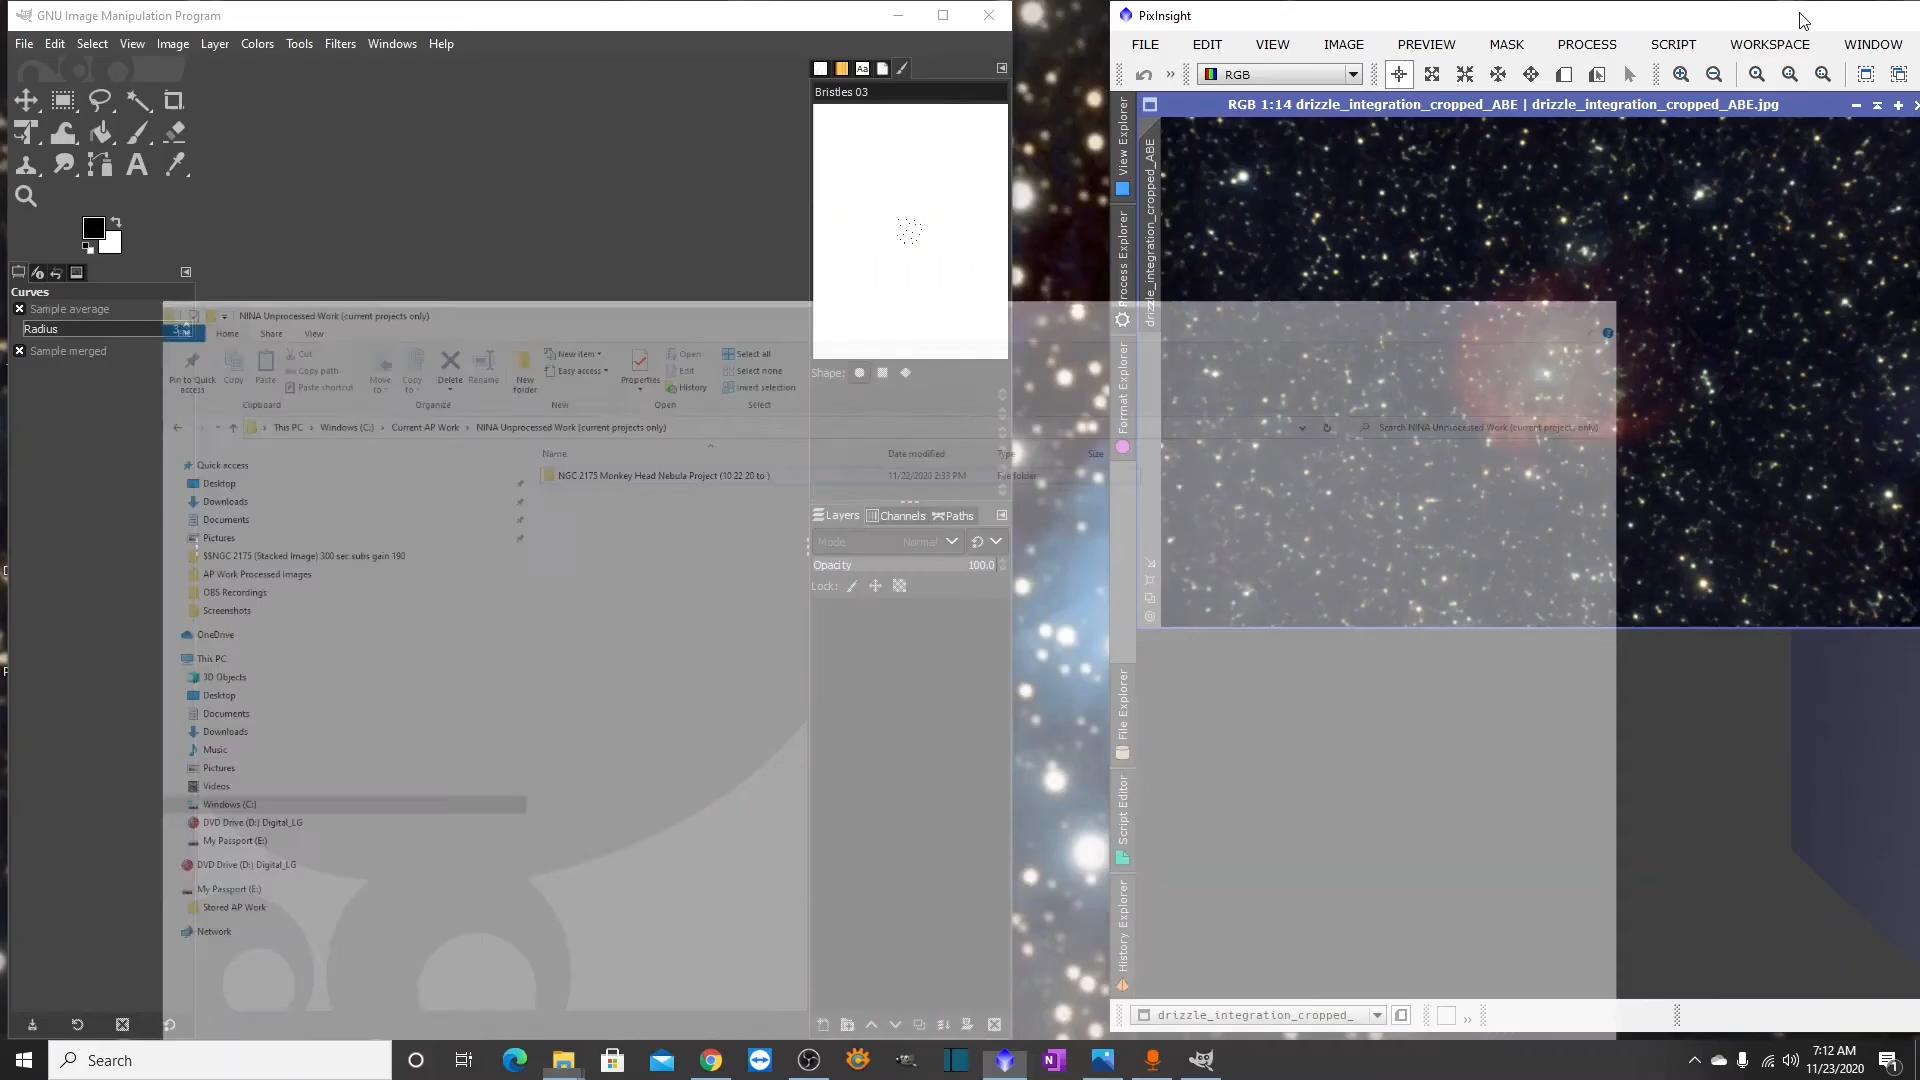 GNU Image Manipulation Program
File Edit Select View Image Layer Colors Tools Filters Windows Help
Aa
Bristles 03
Curves
Sample average
Radius
Sample merged
Shape:
Layers Channels Paths
Mode Normal
Opacity 100.0
Lock:
NINA Unprocessed Work (current projects only)
Home Share View
Pin to Quick access
Copy
Paste
Cut
Copy path
Paste shortcut
Clipboard
Move to
Copy to
Delete
Rename
Organize
New folder
New item
Easy access
New
Properties
Open
Edit
History
Open
Select all
Select none
Invert selection
Select
This PC Windows (C:) Current AP Work NINA Unprocessed Work (current projects only)
Search NINA Unprocessed Work (current projects only)
Name Date modified Type Size
NGC 2175 Monkey Head Nebula Project (10 22 20 to ) 11/22/2020 2:33 PM File folder
Quick access
Desktop
Downloads
Documents
Pictures
$$NGC 2175 (Stacked Image) 300 sec subs gain 190
AP Work Processed Images
OBS Recordings
Screenshots
OneDrive
This PC
3D Objects
Desktop
Documents
Downloads
Music
Pictures
Videos
Windows (C:)
DVD Drive (D:) Digital_LG
My Passport (E:)
DVD Drive (D:) Digital_LG
My Passport (E:)
Stored AP Work
Network
PixInsight
FILE EDIT VIEW IMAGE PREVIEW MASK PROCESS SCRIPT WORKSPACE WINDOW
RGB
RGB 1:14 drizzle_integration_cropped_ABE | drizzle_integration_cropped_ABE.jpg
View Explorer
Process Explorer
Format Explorer
File Explorer
Script Editor
History Explorer
drizzle_integration_cropped_ABE
drizzle_integration_cropped_
Search
7:12 AM
11/23/2020
1